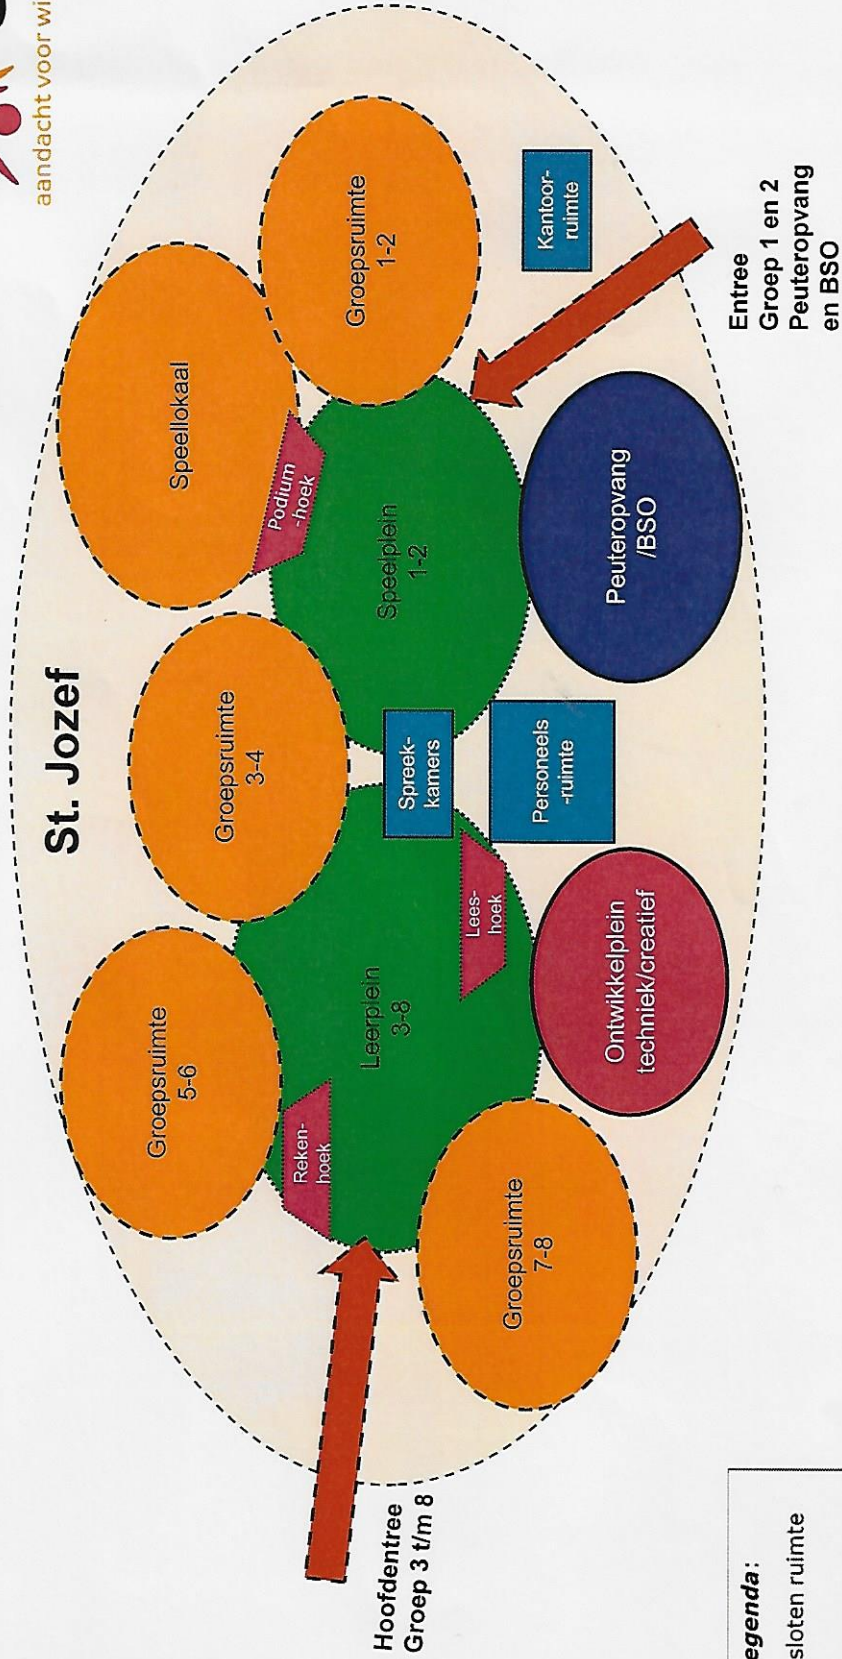 aandacht voor
St. Jozef
Groepsruimte
5-6
Groepsruimte
3-4
Speellokaal
Groepsruimte
1-2
Reken-
hoek
Leerplein
3-8
Lees-
hoek
Spreek-
kamers
Podium
-hoek
Speelplein
1-2
Groepsruimte
7-8
Ontwikkelplein
techniek/creatief
Personeels
-ruimte
Peuteropvang
/BSO
Kantoor-
ruimte
Hoofdentree
Groep 3 t/m 8
Entree
Groep 1 en 2
Peuteropvang
en BSO
egenda:
sloten ruimte